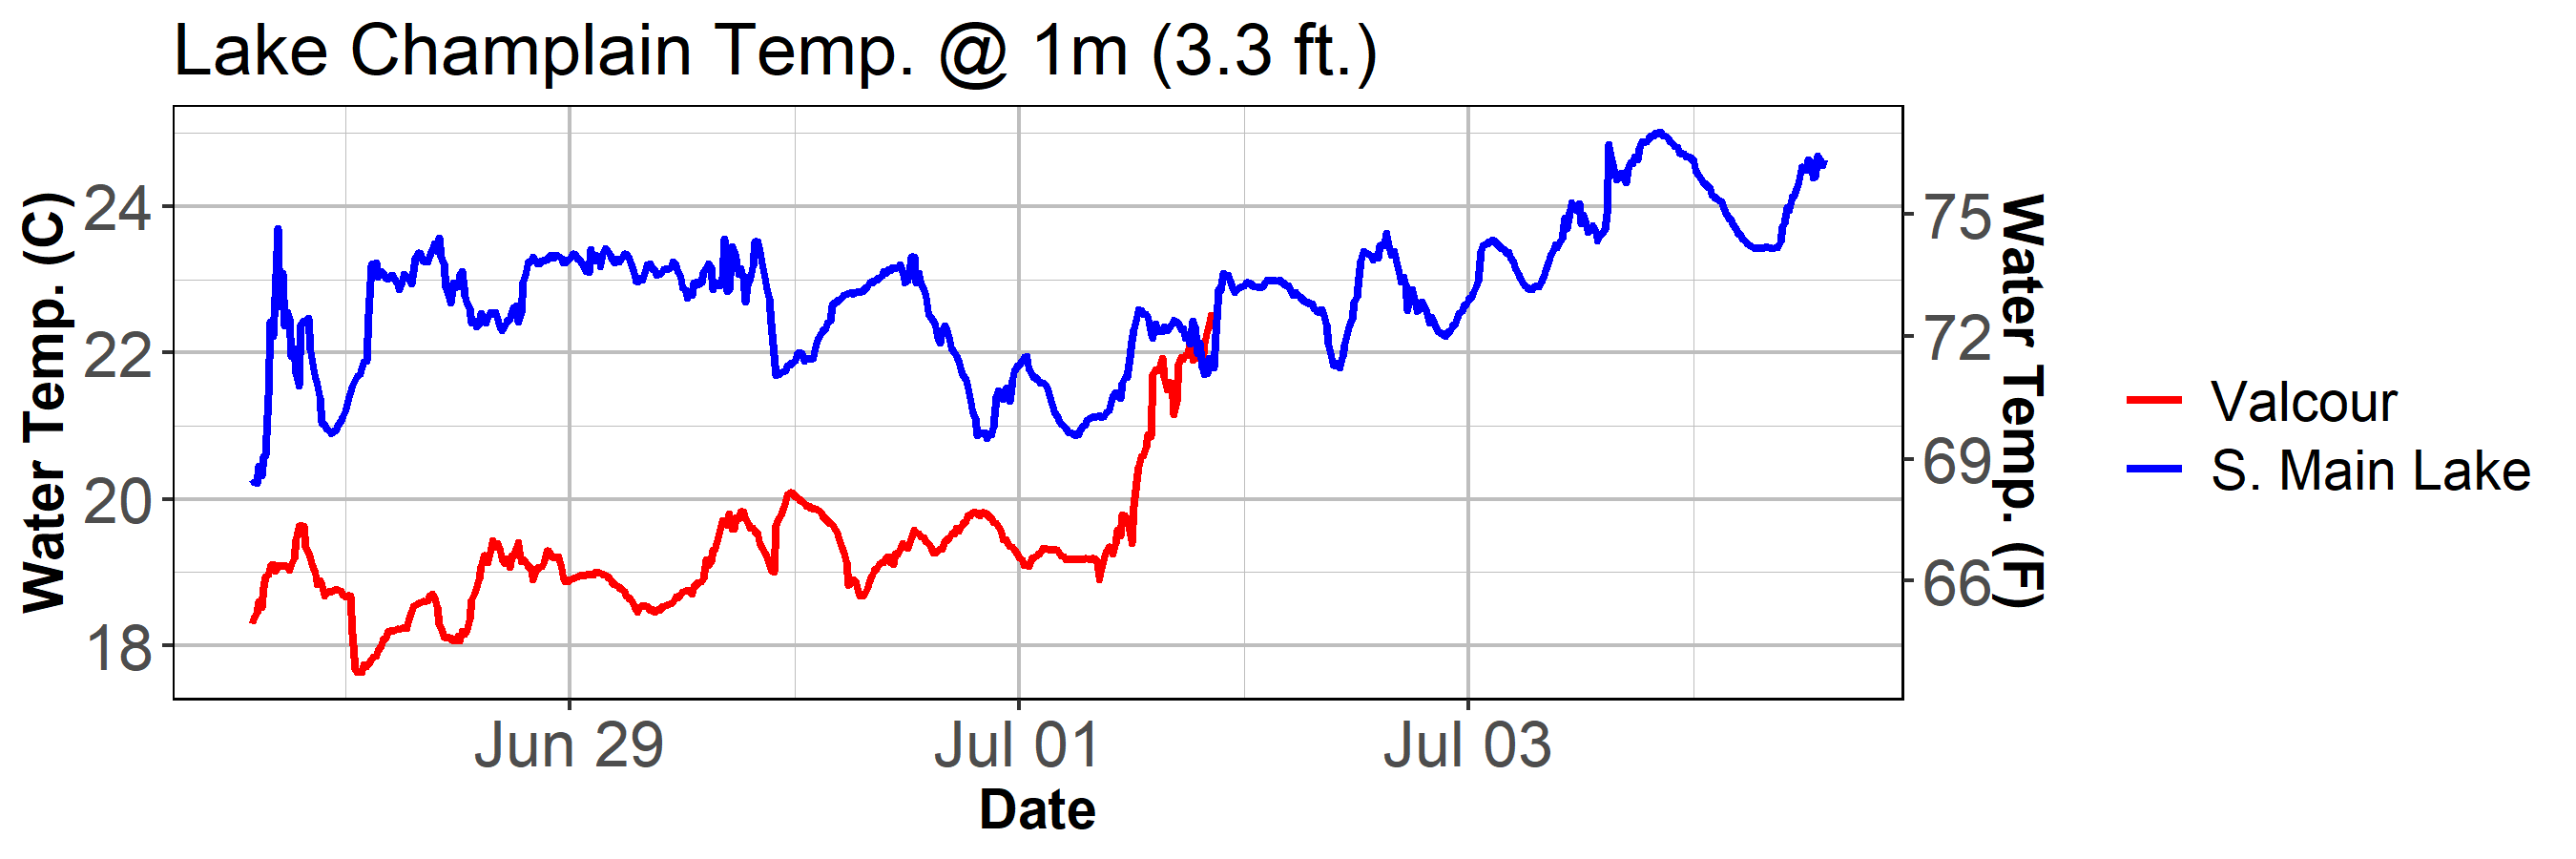 Lake Champlain Temp. @ 1m (3.3 ft.)
Water Temp. (C)
24
22
20
18
75
72
69
66
Water Temp. (F)
Jun 29
Jul 01
Jul 03
Date
Valcour
S. Main Lake